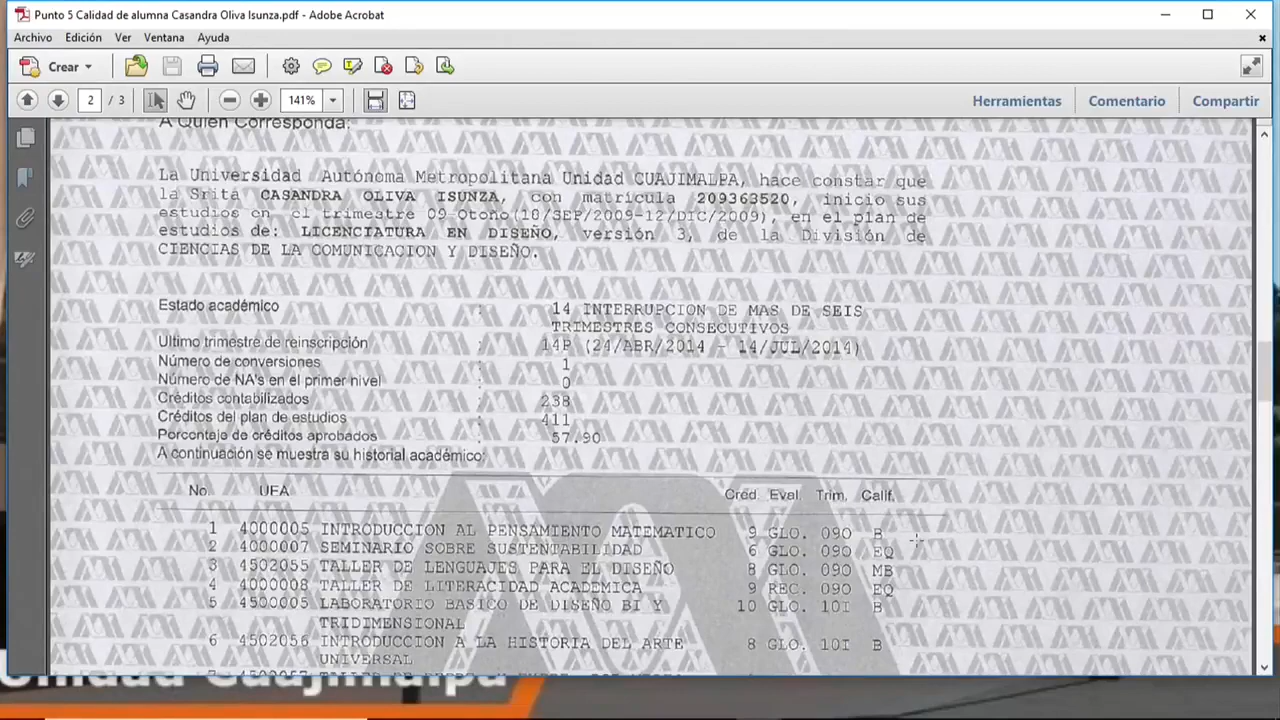 Punto 5 Calidad de alumna Casandra Oliva Isunza.pdf - Adobe Acrobat
Archivo Edición Ver Ventana Ayuda
Crear
2 / 3 141% Herramientas Comentario Compartir
A Quien Corresponda:
La Universidad Autónoma Metropolitana Unidad CUAJIMALPA, hace constar que
la Srita CASANDRA OLIVA ISUNZA, con matrícula 209363520, inicio sus
estudios en el trimestre 09 Otoño(18/SEP/2009-12/DIC/2009), en el plan de
estudios de: LICENCIATURA EN DISEÑO, versión 3, de la División de
CIENCIAS DE LA COMUNICACION Y DISEÑO.
Estado académico : 14 INTERRUPCION DE MAS DE SEIS
TRIMESTRES CONSECUTIVOS
Ultimo trimestre de reinscripción : 14P (24/ABR/2014 - 14/JUL/2014)
Número de conversiones : 1
Número de NA's en el primer nivel : 0
Créditos contabilizados : 238
Créditos del plan de estudios : 411
Porcentaje de créditos aprobados : 57.90
A continuación se muestra su historial académico:
No. UEA Créd. Eval. Trim. Calif.
1 4000005 INTRODUCCION AL PENSAMIENTO MATEMATICO 9 GLO. 09O B
2 4000007 SEMINARIO SOBRE SUSTENTABILIDAD 6 GLO. 09O EQ
3 4502055 TALLER DE LENGUAJES PARA EL DISEÑO 8 GLO. 09O MB
4 4000008 TALLER DE LITERACIDAD ACADEMICA 9 REC. 09O EQ
5 4500005 LABORATORIO BASICO DE DISEÑO BI Y 10 GLO. 10I B
TRIDIMENSIONAL
6 4502056 INTRODUCCION A LA HISTORIA DEL ARTE 8 GLO. 10I B
UNIVERSAL
Unidad Cuajimalpa